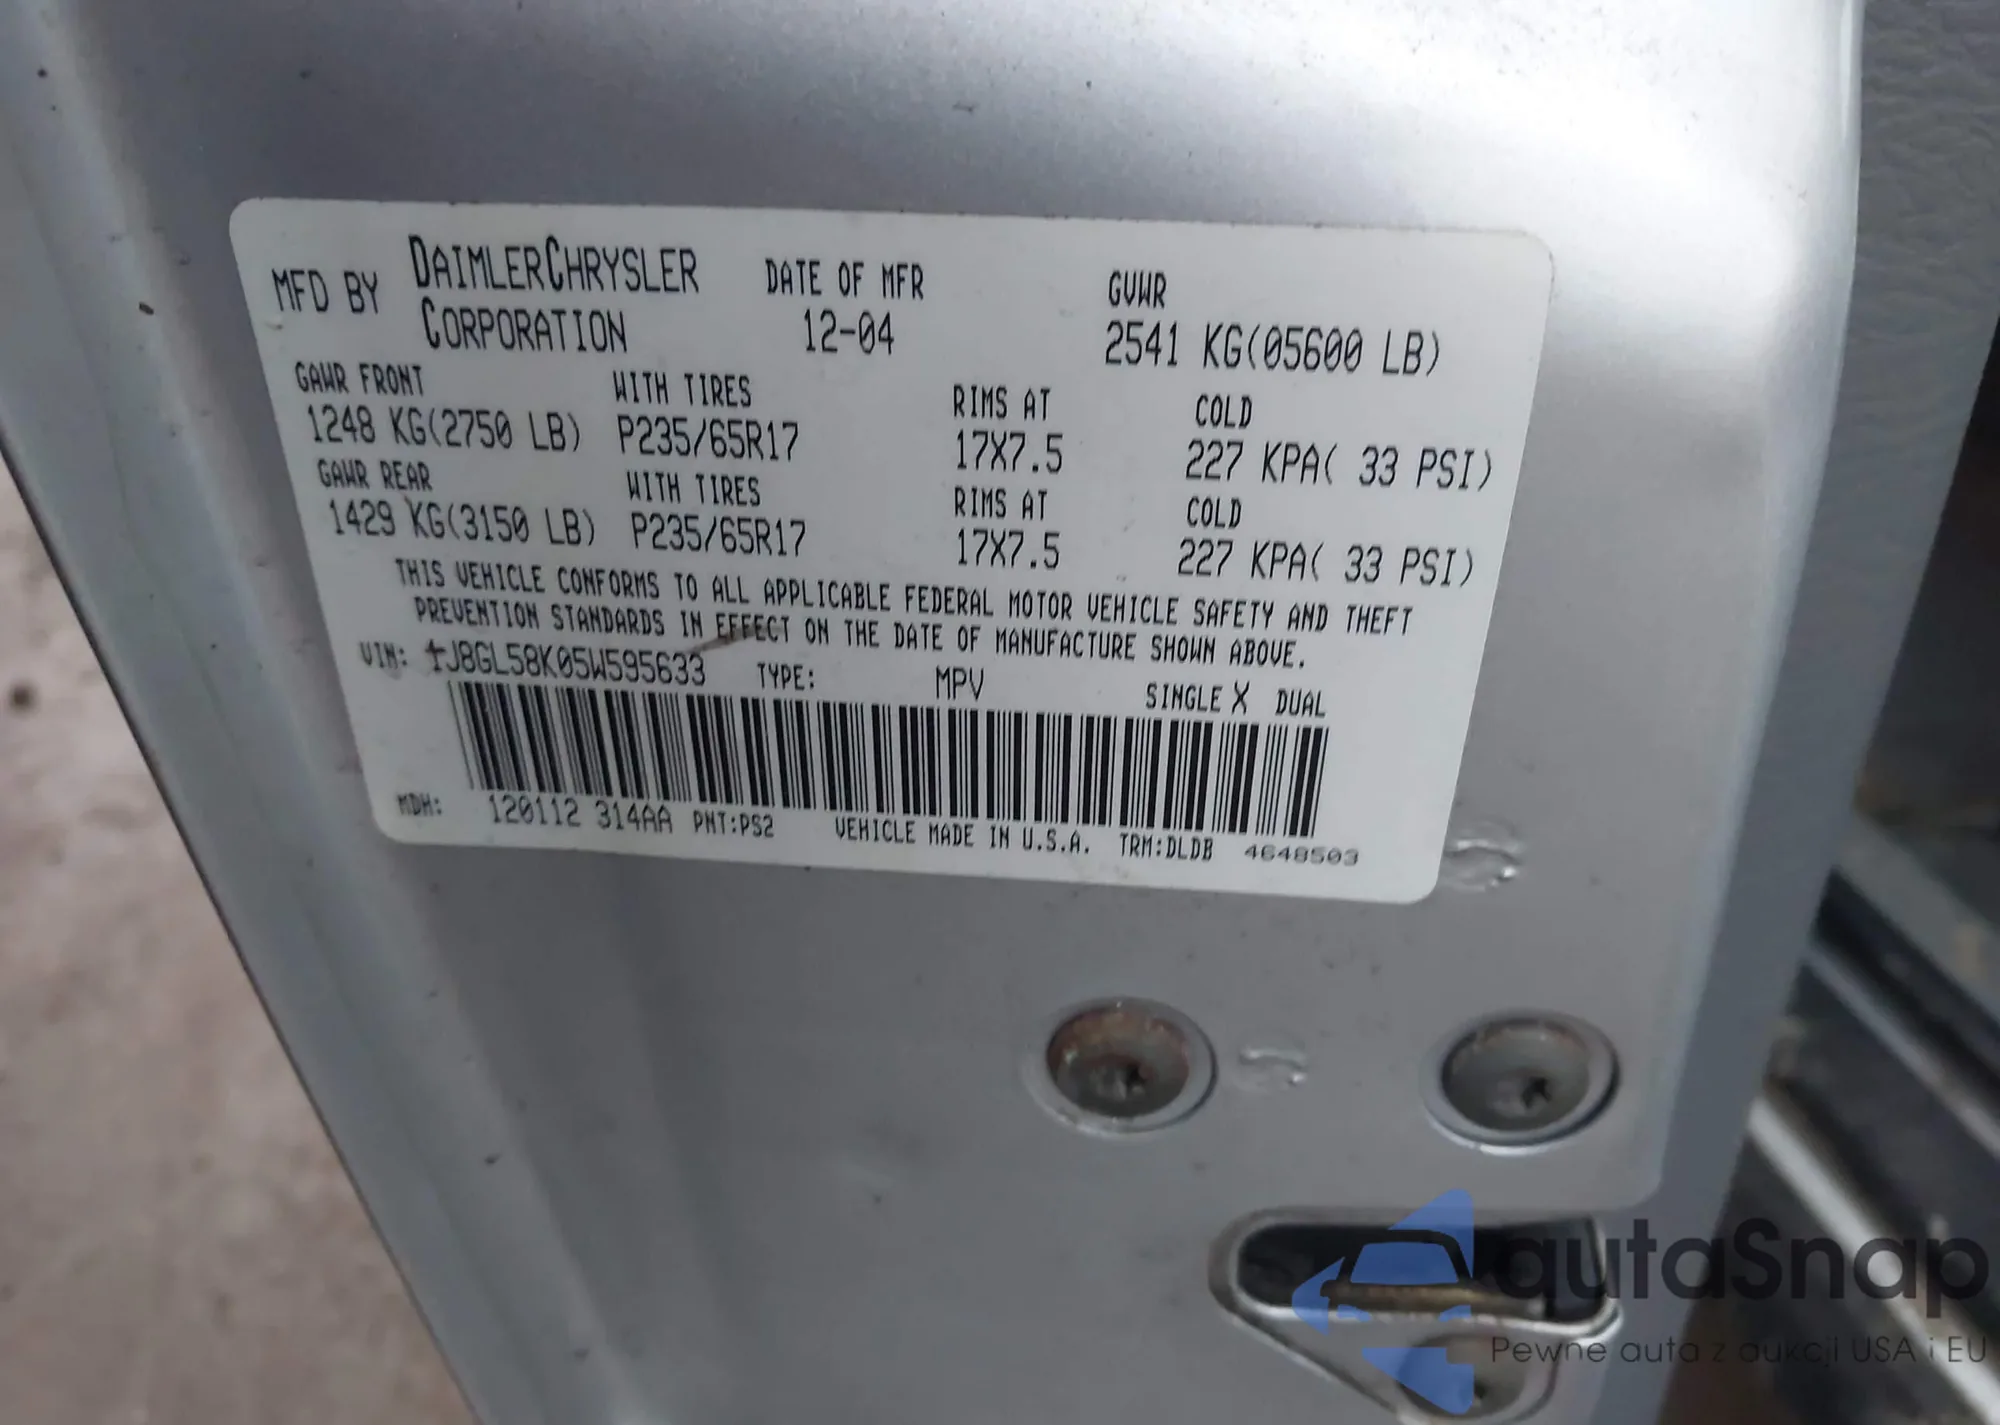 MFD BY DAIMLERCHRYSLER CORPORATION DATE OF MFR 12-04 GVWR 2541 KG(05600 LB)
GAWR FRONT WITH TIRES RIMS AT COLD
1248 KG(2750 LB) P235/65R17 17X7.5 227 KPA( 33 PSI)
GAWR REAR WITH TIRES RIMS AT COLD
1429 KG(3150 LB) P235/65R17 17X7.5 227 KPA( 33 PSI)
THIS VEHICLE CONFORMS TO ALL APPLICABLE FEDERAL MOTOR VEHICLE SAFETY AND THEFT
PREVENTION STANDARDS IN EFFECT ON THE DATE OF MANUFACTURE SHOWN ABOVE.
VIN: 1J8GL58K05W595633 TYPE: MPV SINGLE X DUAL
MDH: 120112 314AA PNT:PS2 VEHICLE MADE IN U.S.A. TRM:DLDB 4648503
autaSnap
Pewne auta z aukcji USA i EU